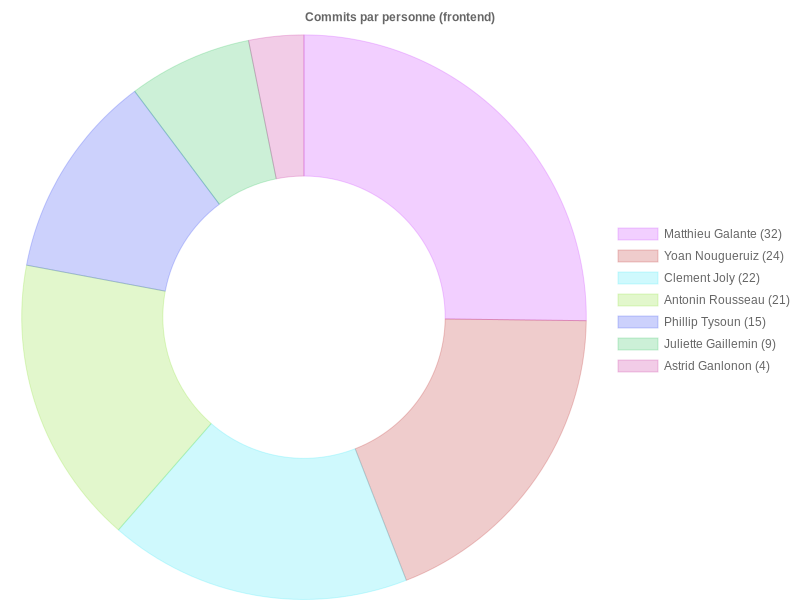 Commits par personne (frontend)
Matthieu Galante (32)
Yoan Nougueruiz (24)
Clement Joly (22)
Antonin Rousseau (21)
Phillip Tysoun (15)
Juliette Gaillemin (9)
Astrid Ganlonon (4)